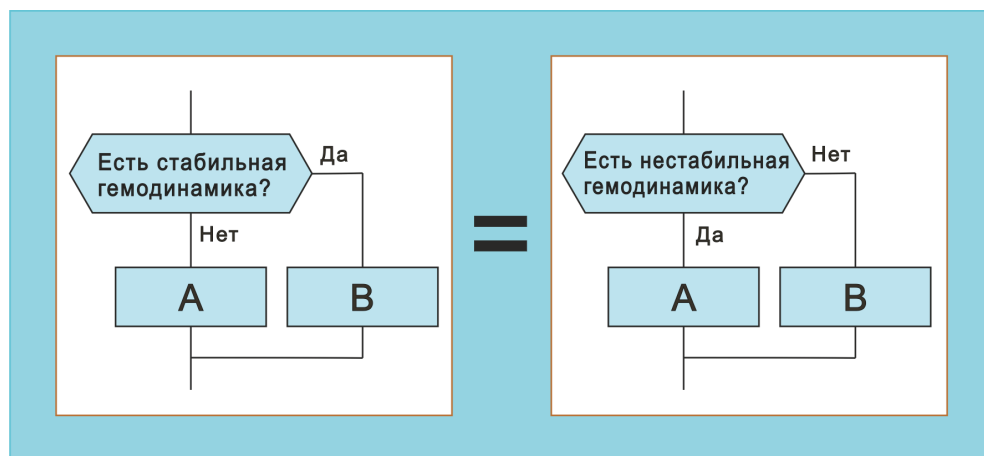 Есть стабильная
гемодинамика?
Да
Нет
А
В
=
Есть нестабильная
гемодинамика?
Нет
Да
А
В